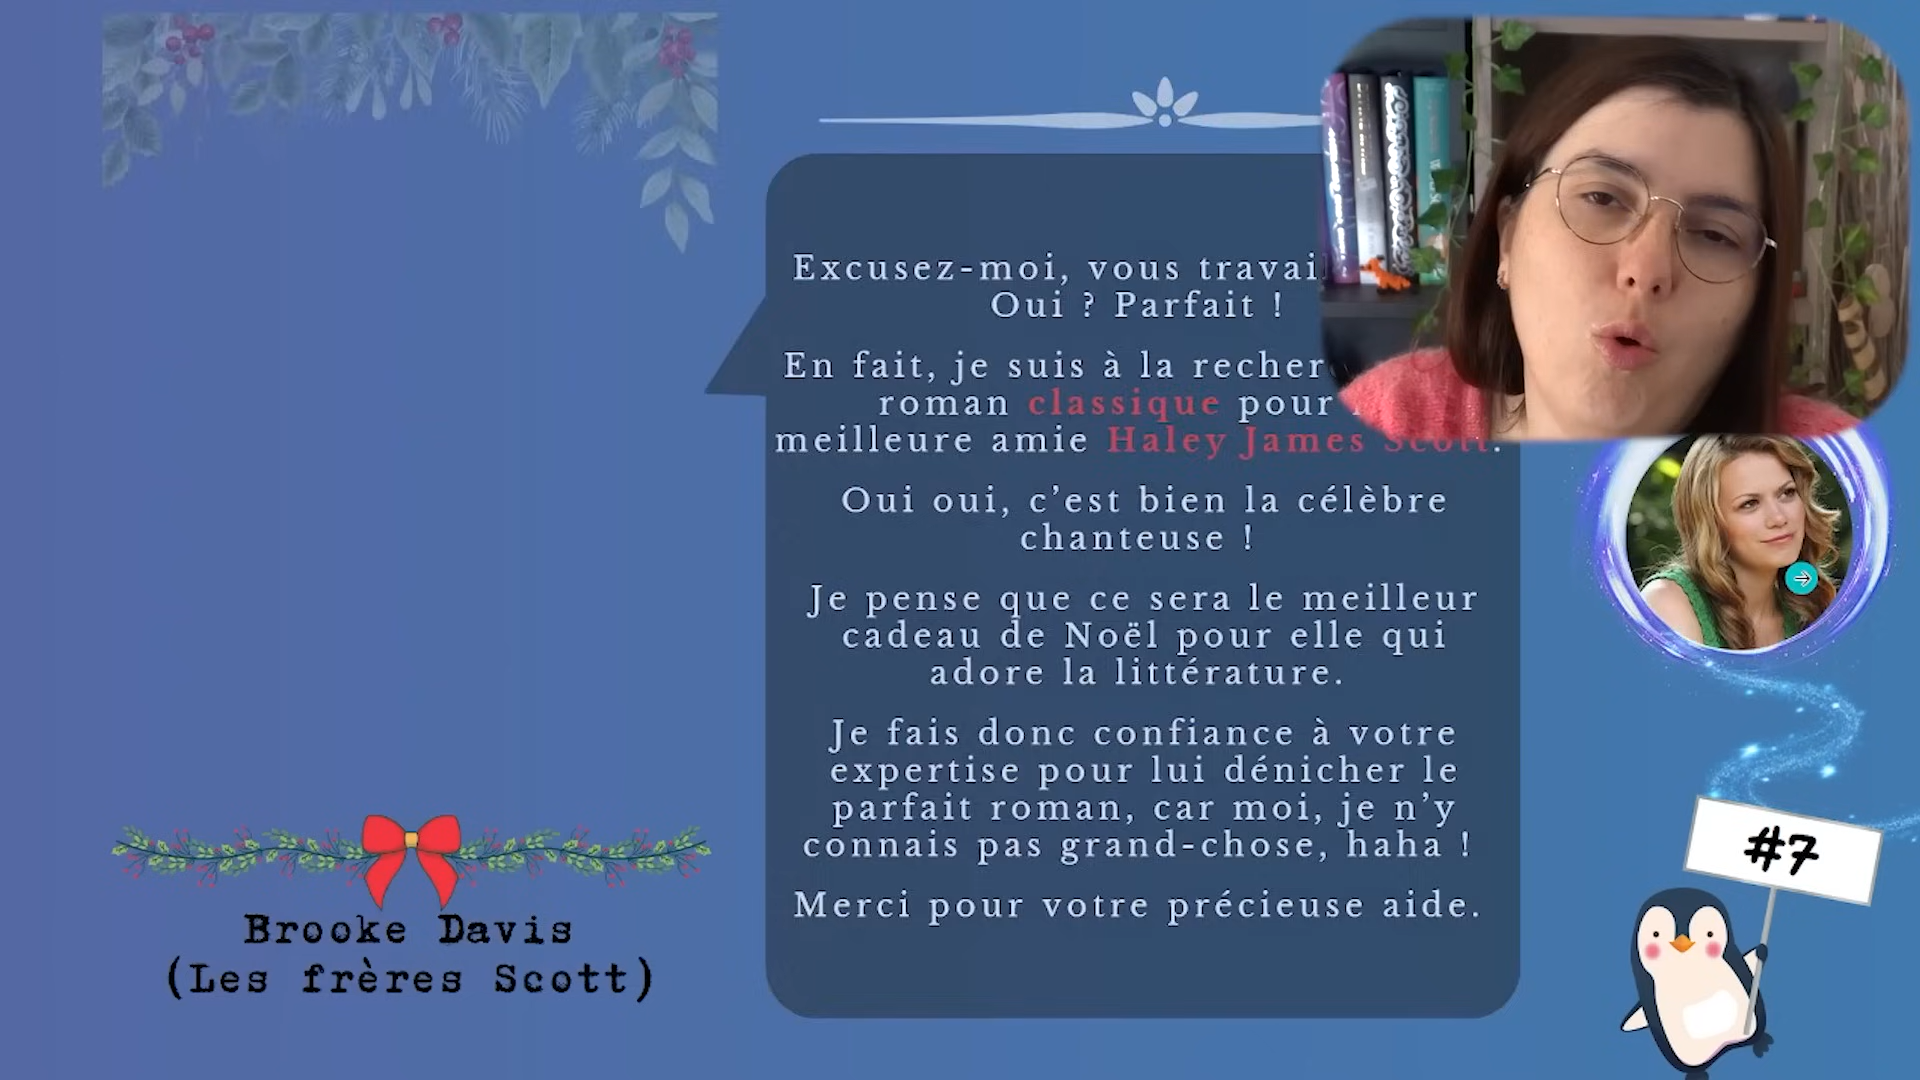 Excusez-moi, vous
Oui ? Parfait !
En fait, je suis à la
roman classique pour
meilleure amie Haley James Scott.
Oui oui, c'est bien la célèbre
chanteuse !
Je pense que ce sera le meilleur
cadeau de Noël pour elle qui
adore la littérature.
Je fais donc confiance à votre
expertise pour lui dénicher le
parfait roman, car moi, je n'y
connais pas grand-chose, haha !
Merci pour votre précieuse aide.
Brooke Davis
(Les frères Scott)
#7